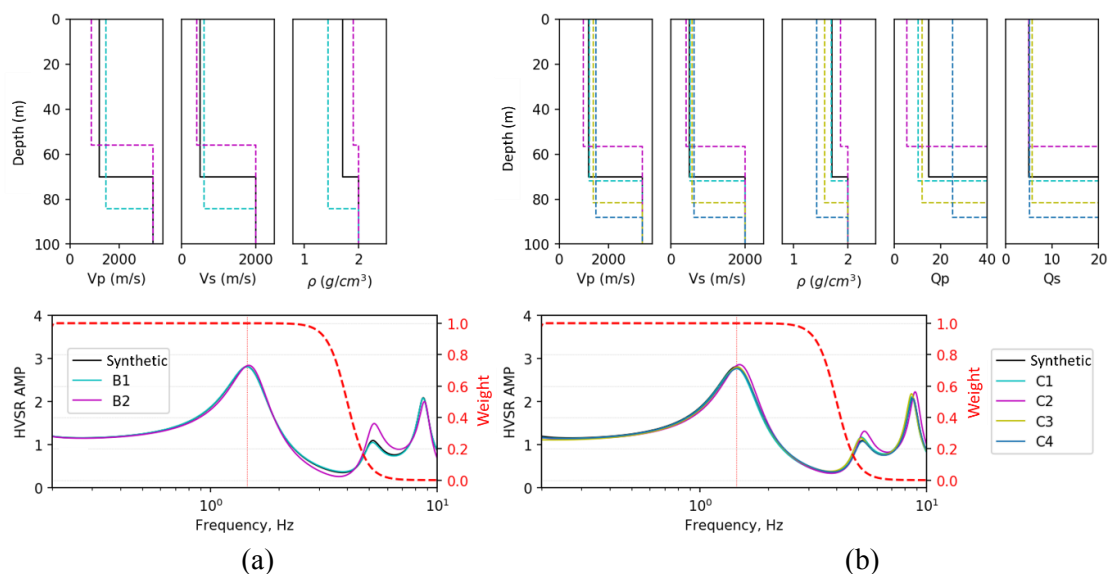 0
20
40
60
80
100
Depth (m)
0 2000
Vp (m/s)
0 2000
Vs (m/s)
1 2
ρ (g/cm³)
4
3
2
1
0
HVSR AMP
Synthetic
B1
B2
1.0
0.8
0.6
0.4
0.2
0.0
Weight
10⁰ 10¹
Frequency, Hz
(a)
0
20
40
60
80
100
Depth (m)
0 2000
Vp (m/s)
0 2000
Vs (m/s)
1 2
ρ (g/cm³)
0 20 40
Qp
0 10 20
Qs
4
3
2
1
0
HVSR AMP
1.0
0.8
0.6
0.4
0.2
0.0
Weight
10⁰ 10¹
Frequency, Hz
Synthetic
C1
C2
C3
C4
(b)